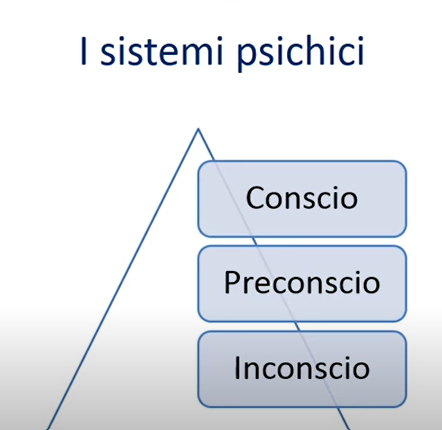 I sistemi psichici
Conscio
Preconscio
Inconscio